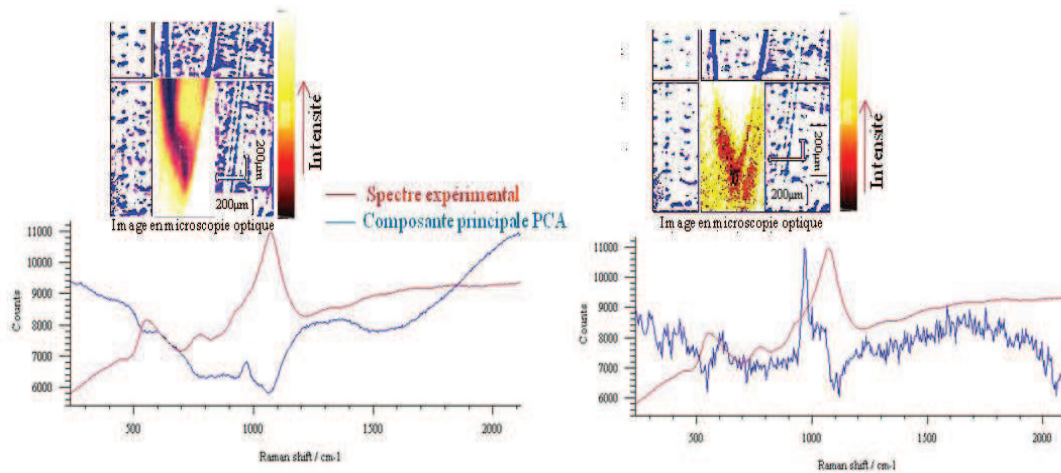 Intensite
200µm
200µm
Image en microscopie optique
Spectre expérimental
Composante principale PCA
11000
10000
9000
8000
7000
6000
Counts
500
1000
1500
2000
Raman shift / cm-1
Intensite
200µm
200µm
Image en microscopie optique
11000
10000
9000
8000
7000
6000
Counts
500
1000
1500
2000
Raman shift / cm-1